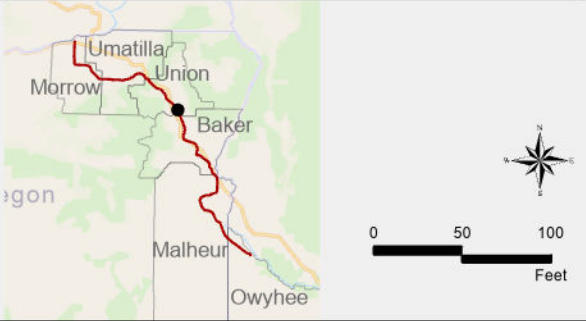 Umatilla
Union
Morrow
Baker
egon
Malheur
Owyhee
N
W E
S
0 50 100
Feet